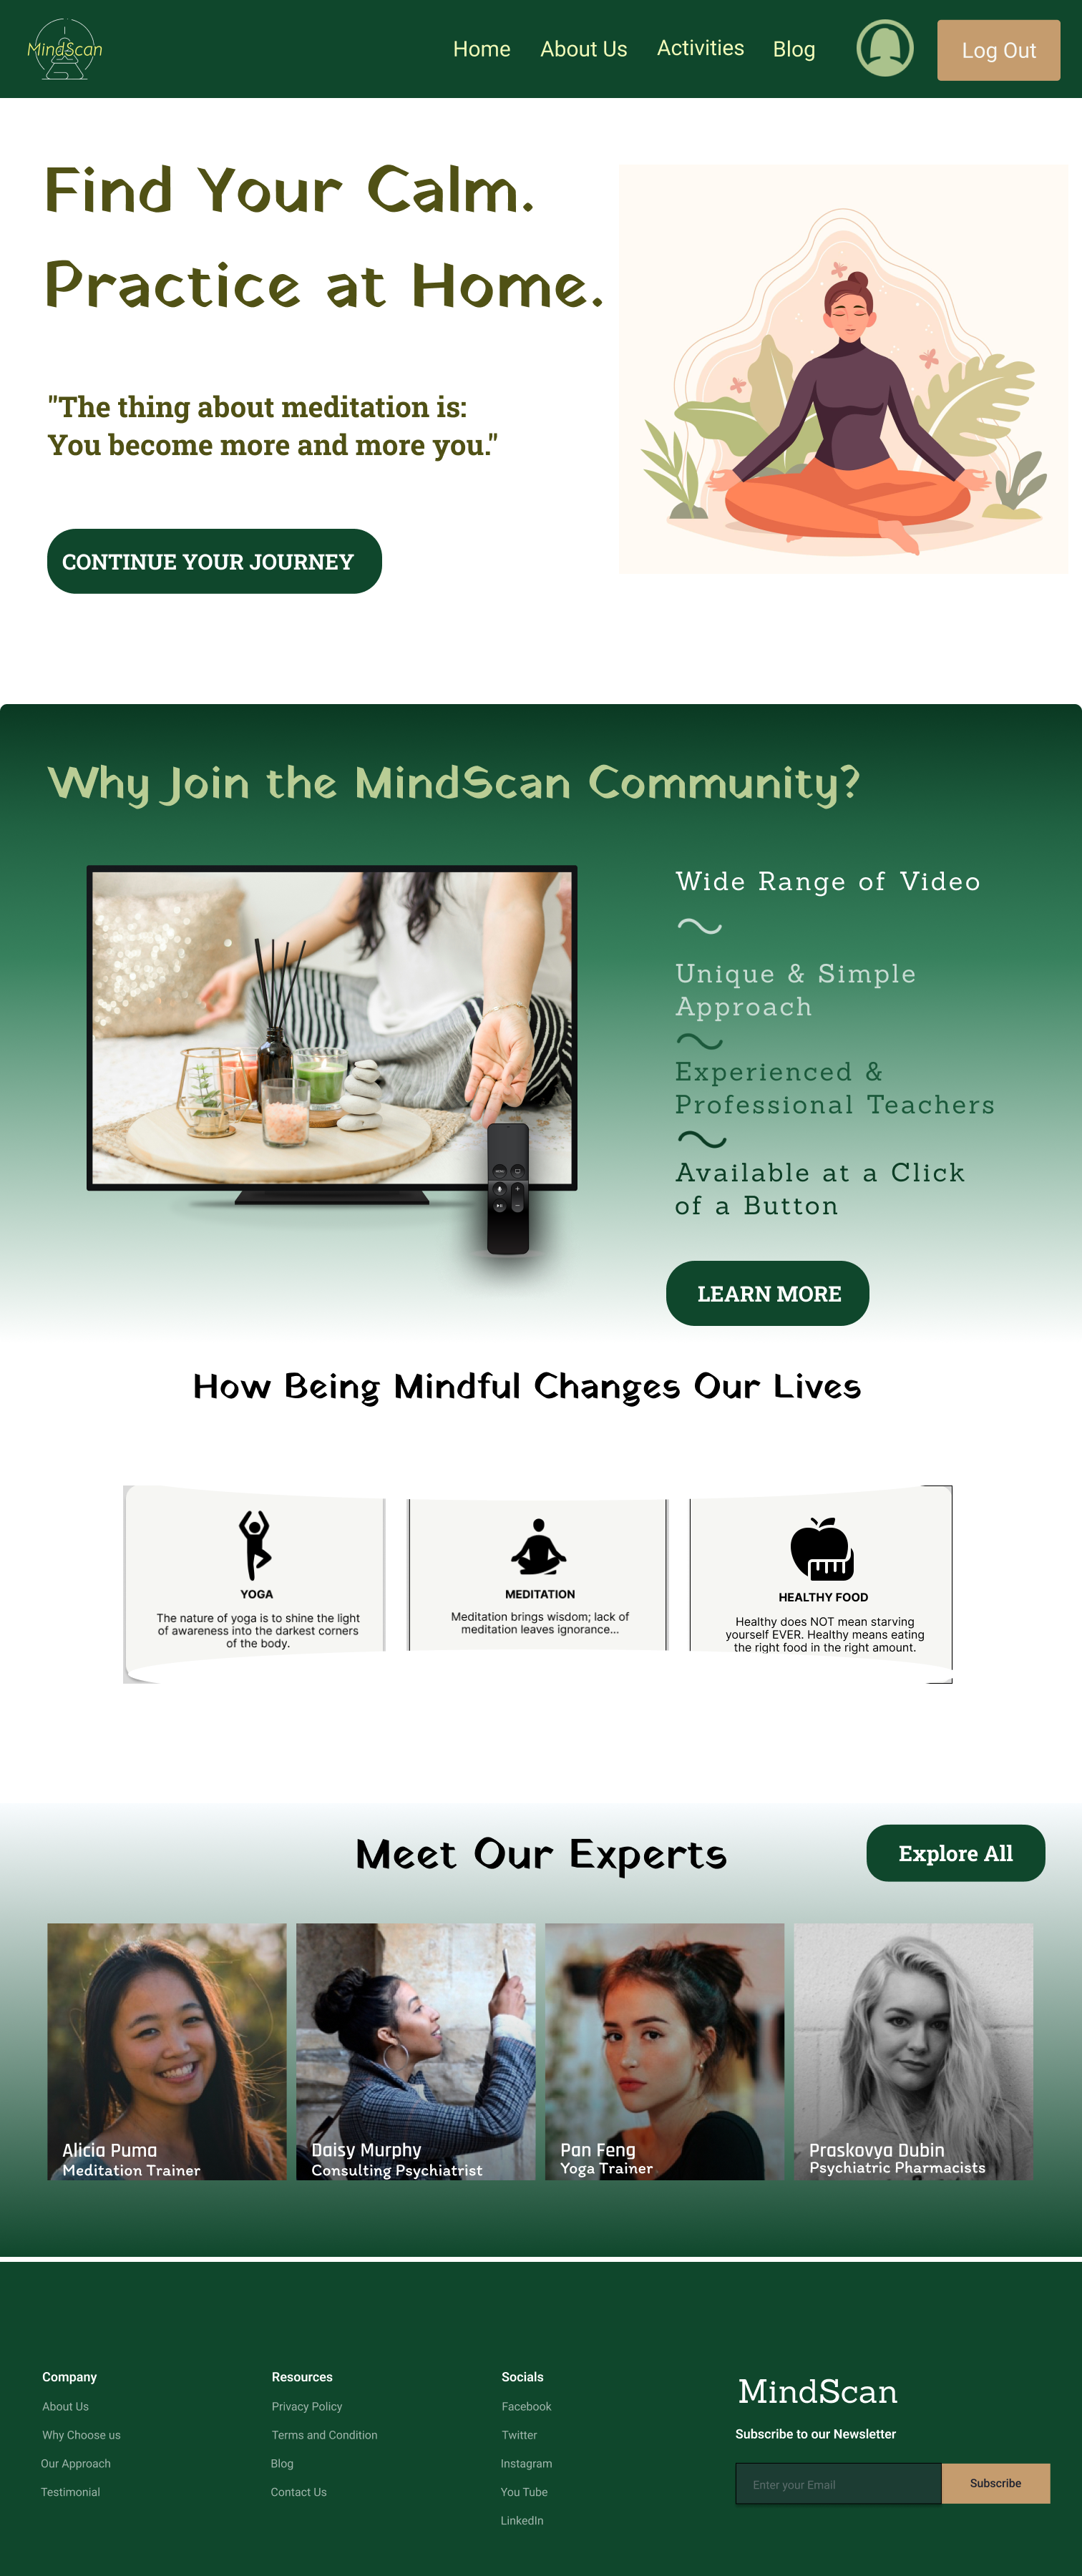 MindScan
Home About Us Activities Blog Log Out
Find Your Calm.
Practice at Home.
"The thing about meditation is:
You become more and more you."
CONTINUE YOUR JOURNEY
Why Join the MindScan Community?
Wide Range of Video
Unique & Simple
Approach
Experienced &
Professional Teachers
Available at a Click
of a Button
LEARN MORE
How Being Mindful Changes Our Lives
YOGA
The nature of yoga is to shine the light
of awareness into the darkest corners
of the body.
MEDITATION
Meditation brings wisdom; lack of
meditation leaves ignorance...
HEALTHY FOOD
Healthy does NOT mean starving
yourself EVER. Healthy means eating
the right food in the right amount.
Meet Our Experts
Explore All
Alicia Puma
Meditation Trainer
Daisy Murphy
Consulting Psychiatrist
Pan Feng
Yoga Trainer
Praskovya Dubin
Psychiatric Pharmacists
Company
About Us
Why Choose us
Our Approach
Testimonial
Resources
Privacy Policy
Terms and Condition
Blog
Contact Us
Socials
Facebook
Twitter
Instagram
You Tube
LinkedIn
MindScan
Subscribe to our Newsletter
Enter your Email
Subscribe